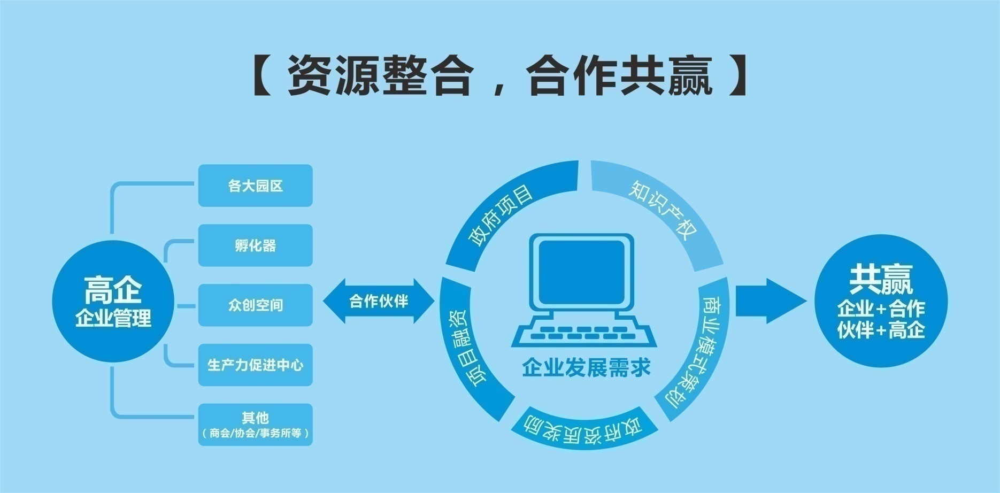 【资源整合，合作共赢】
高企
企业管理
各大园区
孵化器
众创空间
生产力促进中心
其他
（商会/协会/事务所等）
合作伙伴
政府项目
知识产权
商业模式策划
政府资质奖励
项目融资
企业发展需求
共赢
企业+合作
伙伴+高企